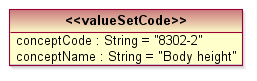 <<valueSetCode>>
conceptCode : String = "8302-2"
conceptName : String = "Body height"